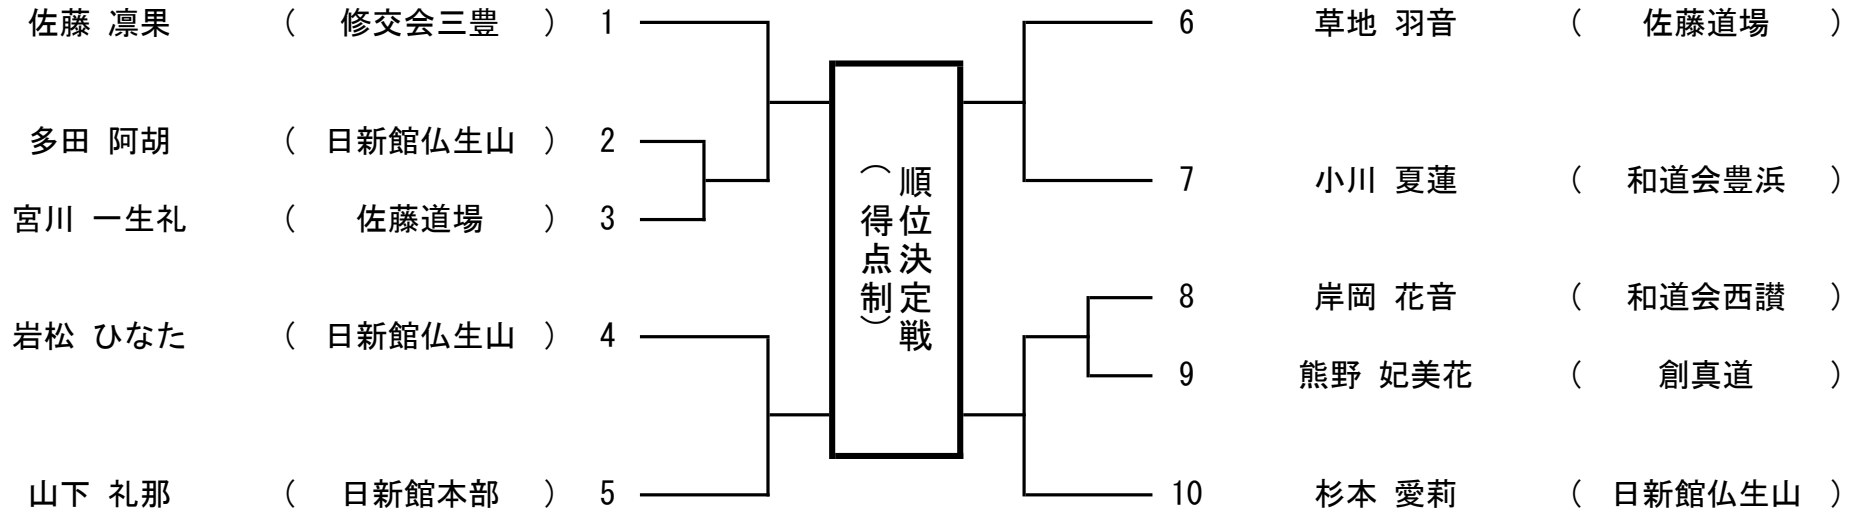 佐藤 凛果 ( 修交会三豊 ) 1
多田 阿胡 ( 日新館仏生山 ) 2
宮川 一生礼 ( 佐藤道場 ) 3
岩松 ひなた ( 日新館仏生山 ) 4
山下 礼那 ( 日新館本部 ) 5
順位決定戦
(得点制)
6 草地 羽音 ( 佐藤道場 )
7 小川 夏蓮 ( 和道会豊浜 )
8 岸岡 花音 ( 和道会西讃 )
9 熊野 妃美花 ( 創真道 )
10 杉本 愛莉 ( 日新館仏生山 )